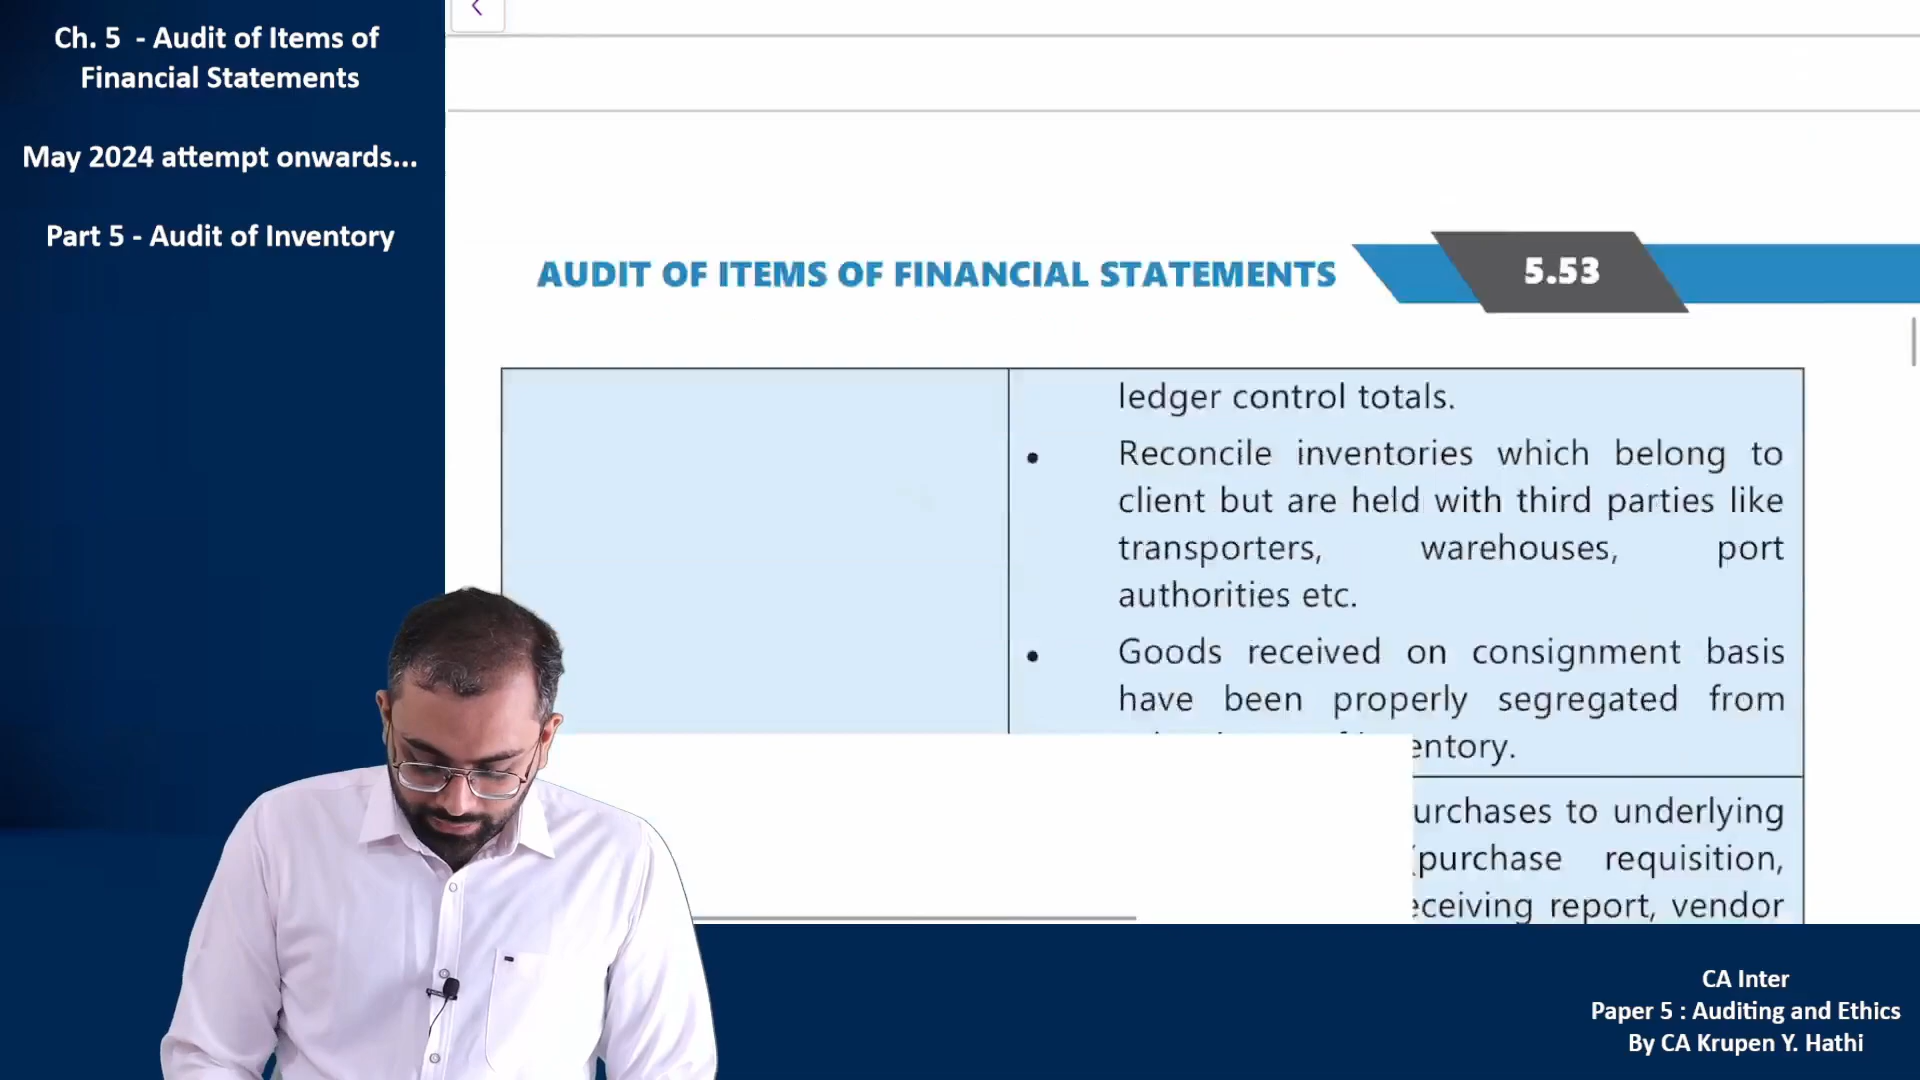 Ch. 5 - Audit of Items of
Financial Statements
May 2024 attempt onwards...
Part 5 - Audit of Inventory
AUDIT OF ITEMS OF FINANCIAL STATEMENTS
5.53
ledger control totals.
• Reconcile inventories which belong to
client but are held with third parties like
transporters, warehouses, port
authorities etc.
• Goods received on consignment basis
have been properly segregated from
to underlying
(purchase requisition,
report, vendor
CA Inter
Paper 5 : Auditing and Ethics
By CA Krupen Y. Hathi